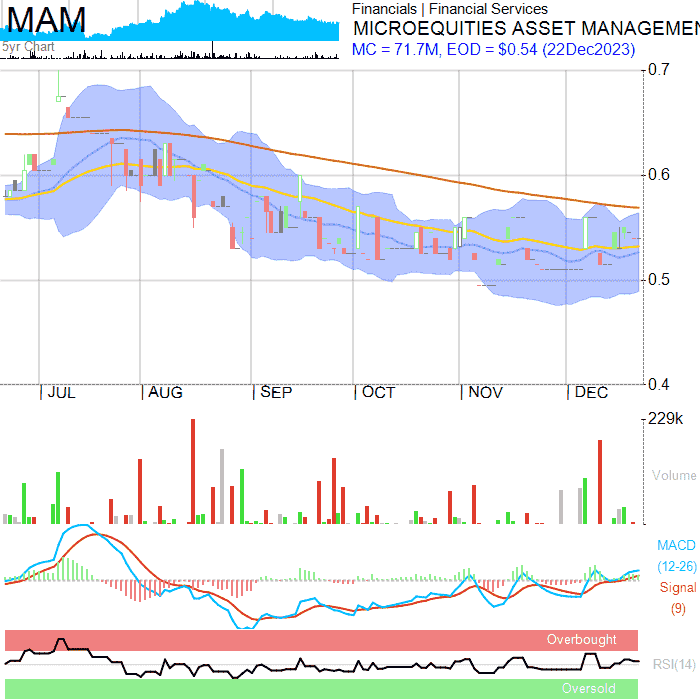 MAM
5yr Chart
Financials | Financial Services
MICROEQUITIES ASSET MANAGEMEN
MC = 71.7M, EOD = $0.54 (22Dec2023)
0.7
0.6
0.5
0.4
JUL AUG SEP OCT NOV DEC
229k
Volume
MACD
(12-26)
Signal
(9)
Overbought
RSI(14)
Oversold